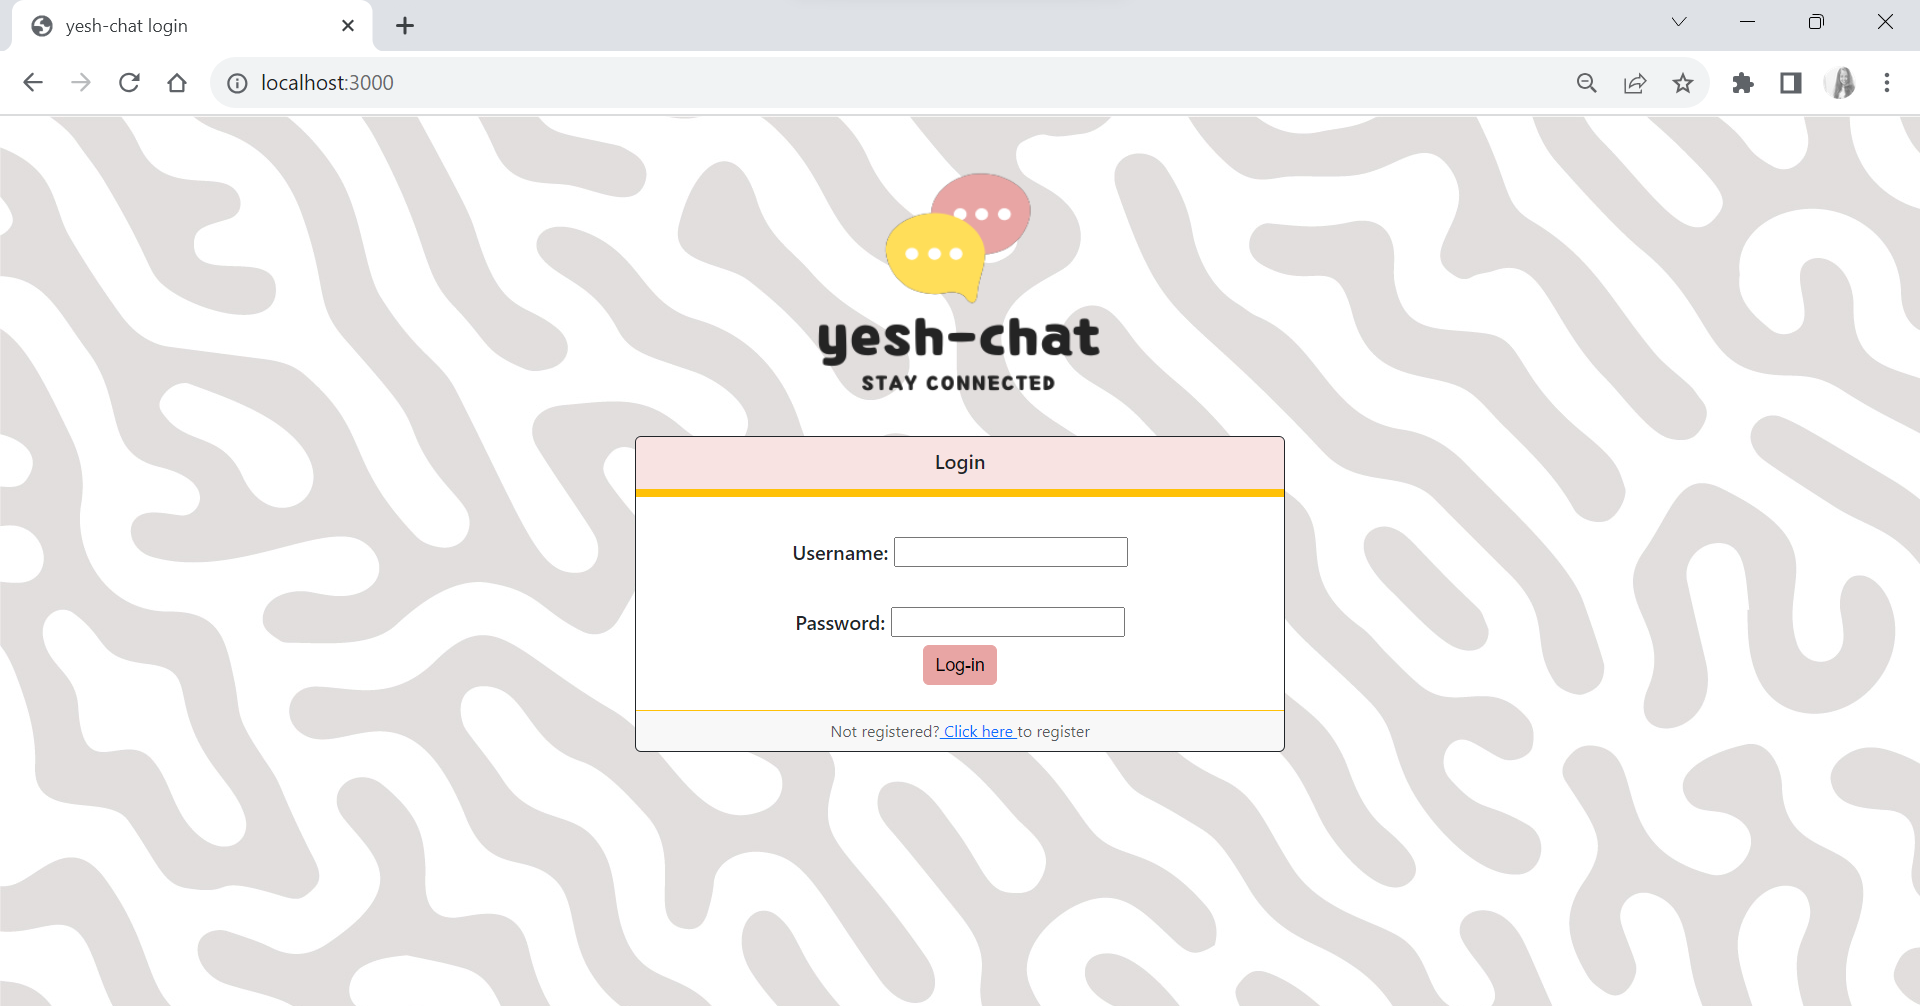 yesh-chat login
localhost:3000
yesh-chat
STAY CONNECTED
Login
Username:
Password:
Log-in
Not registered? Click here to register